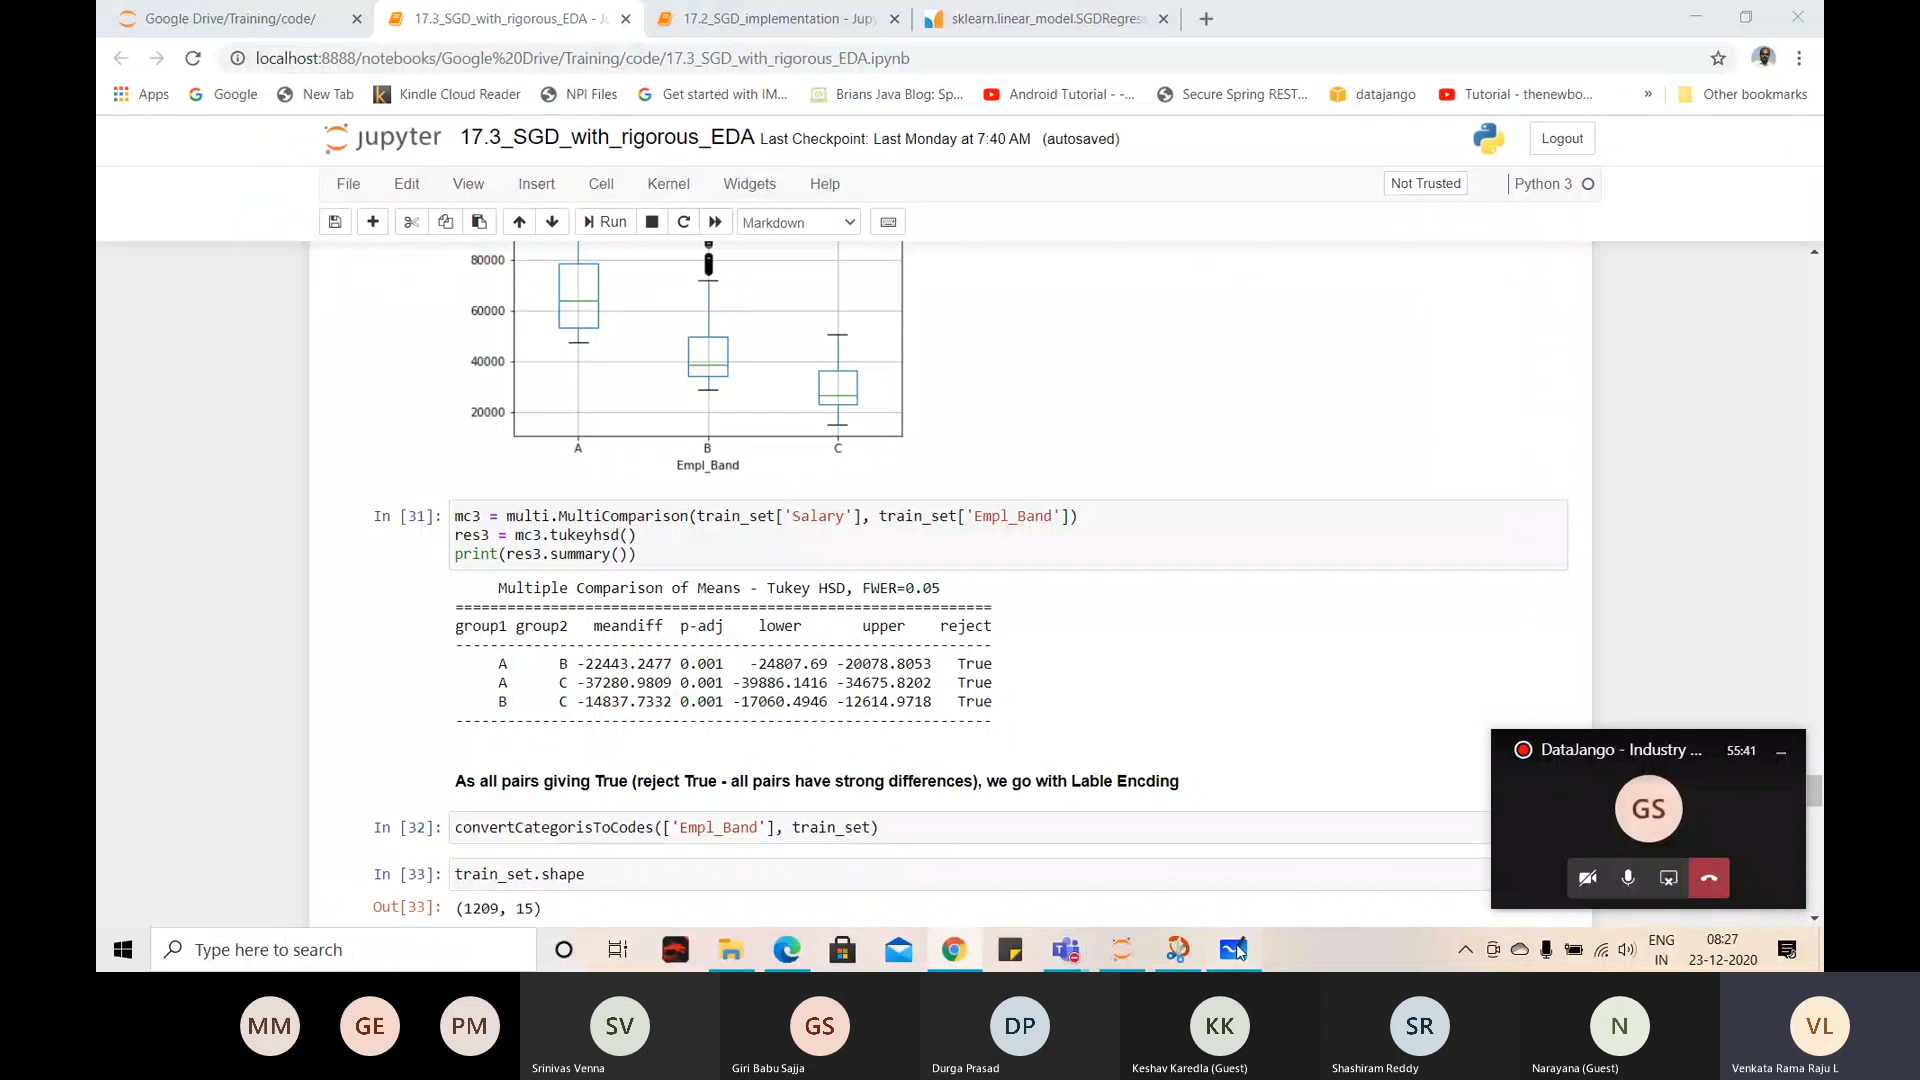 Google Drive/Training/code/
17.3_SGD_with_rigorous_EDA - Ju
17.2_SGD_implementation - Jupy
sklearn.linear_model.SGDRegres
localhost:8888/notebooks/Google%20Drive/Training/code/17.3_SGD_with_rigorous_EDA.ipynb
Apps Google New Tab Kindle Cloud Reader NPI Files Get started with IM... Brians Java Blog: Sp... Android Tutorial - -... Secure Spring REST... datajango Tutorial - thenewbo... » Other bookmarks
jupyter 17.3_SGD_with_rigorous_EDA Last Checkpoint: Last Monday at 7:40 AM (autosaved) Logout
File Edit View Insert Cell Kernel Widgets Help Not Trusted Python 3
Run Markdown
80000
60000
40000
20000
A B C
Empl_Band
In [31]: mc3 = multi.MultiComparison(train_set['Salary'], train_set['Empl_Band'])
res3 = mc3.tukeyhsd()
print(res3.summary())
Multiple Comparison of Means - Tukey HSD, FWER=0.05
==============================================================
group1 group2 meandiff p-adj lower upper reject
--------------------------------------------------------------
A B -22443.2477 0.001 -24807.69 -20078.8053 True
A C -37280.9809 0.001 -39886.1416 -34675.8202 True
B C -14837.7332 0.001 -17060.4946 -12614.9718 True
--------------------------------------------------------------
As all pairs giving True (reject True - all pairs have strong differences), we go with Lable Encding
In [32]: convertCategorisToCodes(['Empl_Band'], train_set)
In [33]: train_set.shape
Out[33]: (1209, 15)
DataJango - Industry ... 55:41
GS
Type here to search
ENG
IN
08:27
23-12-2020
MM GE PM SV GS DP KK SR N VL
Srinivas Venna Giri Babu Sajja Durga Prasad Keshav Karedla (Guest) Shashiram Reddy Narayana (Guest) Venkata Rama Raju L